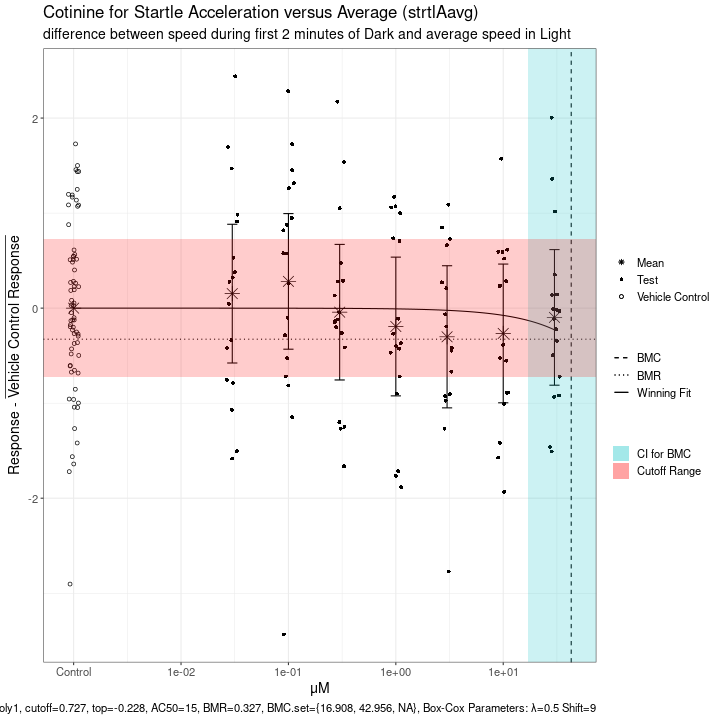 Cotinine for Startle Acceleration versus Average (strtlAavg)
difference between speed during first 2 minutes of Dark and average speed in Light
Response - Vehicle Control Response
2
0
-2
Control
1e-02
1e-01
1e+00
1e+01
µM
Mean
Test
Vehicle Control
BMC
BMR
Winning Fit
CI for BMC
Cutoff Range
oly1, cutoff=0.727, top=-0.228, AC50=15, BMR=0.327, BMC.set={16.908, 42.956, NA}, Box-Cox Parameters: λ=0.5 Shift=9